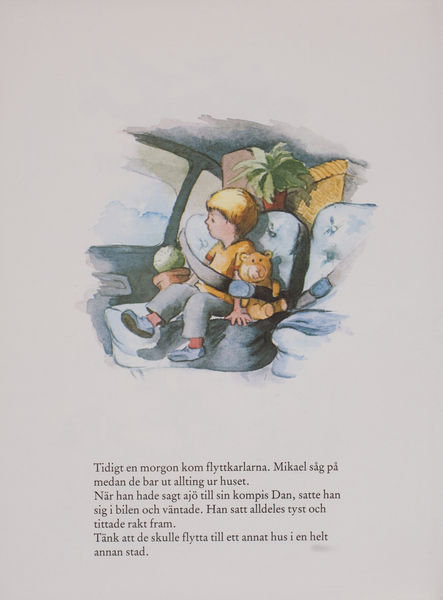 Tidigt en morgon kom flyttkarlarna. Mikael såg på
medan de bar ut allting ur huset.
När han hade sagt ajö till sin kompis Dan, satte han
sig i bilen och väntade. Han satt alldeles tyst och
tittade rakt fram.
Tänk att de skulle flytta till ett annat hus i en helt
annan stad.